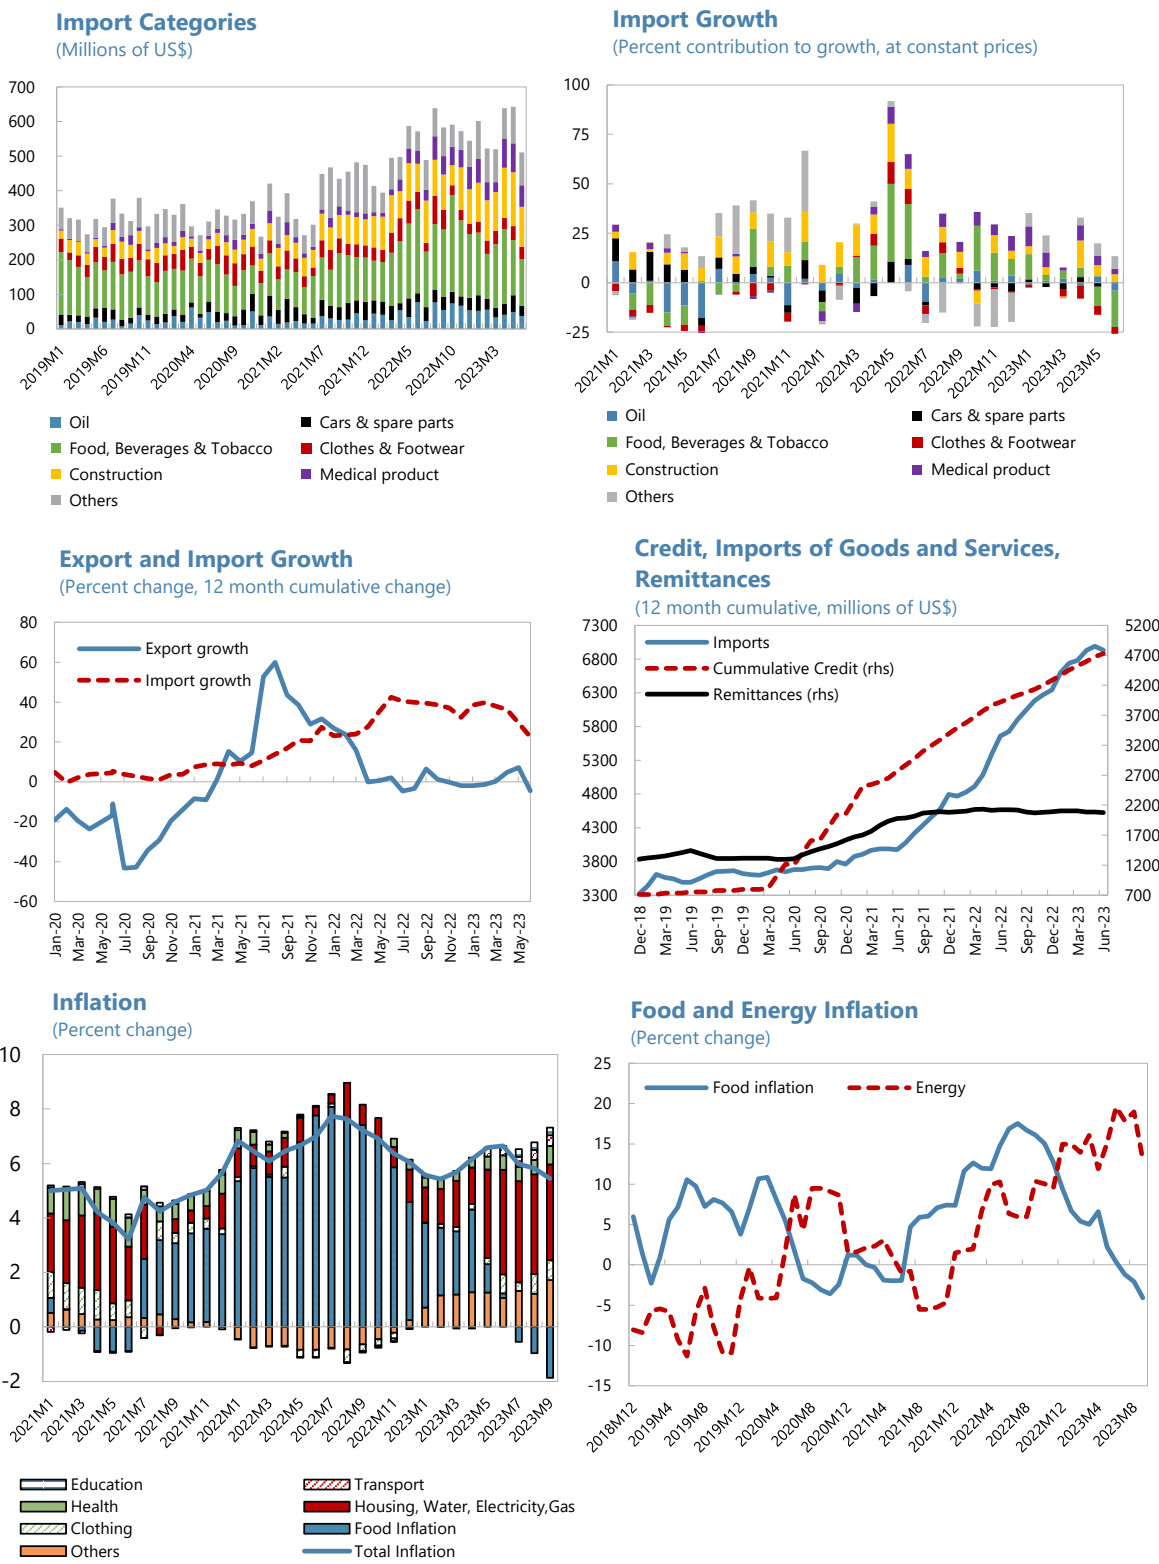 Import Categories
(Millions of US$)
700
600
500
400
300
200
100
0
2019M1
2019M6
2019M11
2020M4
2020M9
2021M2
2021M7
2021M12
2022M5
2022M10
2023M3
Oil
Cars & spare parts
Food, Beverages & Tobacco
Clothes & Footwear
Construction
Medical product
Others
Import Growth
(Percent contribution to growth, at constant prices)
100
75
50
25
0
-25
2021M1
2021M3
2021M5
2021M7
2021M9
2021M11
2022M1
2022M3
2022M5
2022M7
2022M9
2022M11
2023M1
2023M3
2023M5
Oil
Cars & spare parts
Food, Beverages & Tobacco
Clothes & Footwear
Construction
Medical product
Others
Export and Import Growth
(Percent change, 12 month cumulative change)
80
60
40
20
0
-20
-40
-60
Export growth
Import growth
Jan-20
Mar-20
May-20
Jul-20
Sep-20
Nov-20
Jan-21
Mar-21
May-21
Jul-21
Sep-21
Nov-21
Jan-22
Mar-22
May-22
Jul-22
Sep-22
Nov-22
Jan-23
Mar-23
May-23
Credit, Imports of Goods and Services,
Remittances
(12 month cumulative, millions of US$)
7300
6800
6300
5800
5300
4800
4300
3800
3300
Imports
Cummulative Credit (rhs)
Remittances (rhs)
5200
4700
4200
3700
3200
2700
2200
1700
1200
700
Dec-18
Mar-19
Jun-19
Sep-19
Dec-19
Mar-20
Jun-20
Sep-20
Dec-20
Mar-21
Jun-21
Sep-21
Dec-21
Mar-22
Jun-22
Sep-22
Dec-22
Mar-23
Jun-23
Inflation
(Percent change)
10
8
6
4
2
0
-2
2021M1
2021M3
2021M5
2021M7
2021M9
2021M11
2022M1
2022M3
2022M5
2022M7
2022M9
2022M11
2023M1
2023M3
2023M5
2023M7
2023M9
Education
Transport
Health
Housing, Water, Electricity,Gas
Clothing
Food Inflation
Others
Total Inflation
Food and Energy Inflation
(Percent change)
25
20
15
10
5
0
-5
-10
-15
Food inflation
Energy
2018M12
2019M4
2019M8
2019M12
2020M4
2020M8
2020M12
2021M4
2021M8
2021M12
2022M4
2022M8
2022M12
2023M4
2023M8